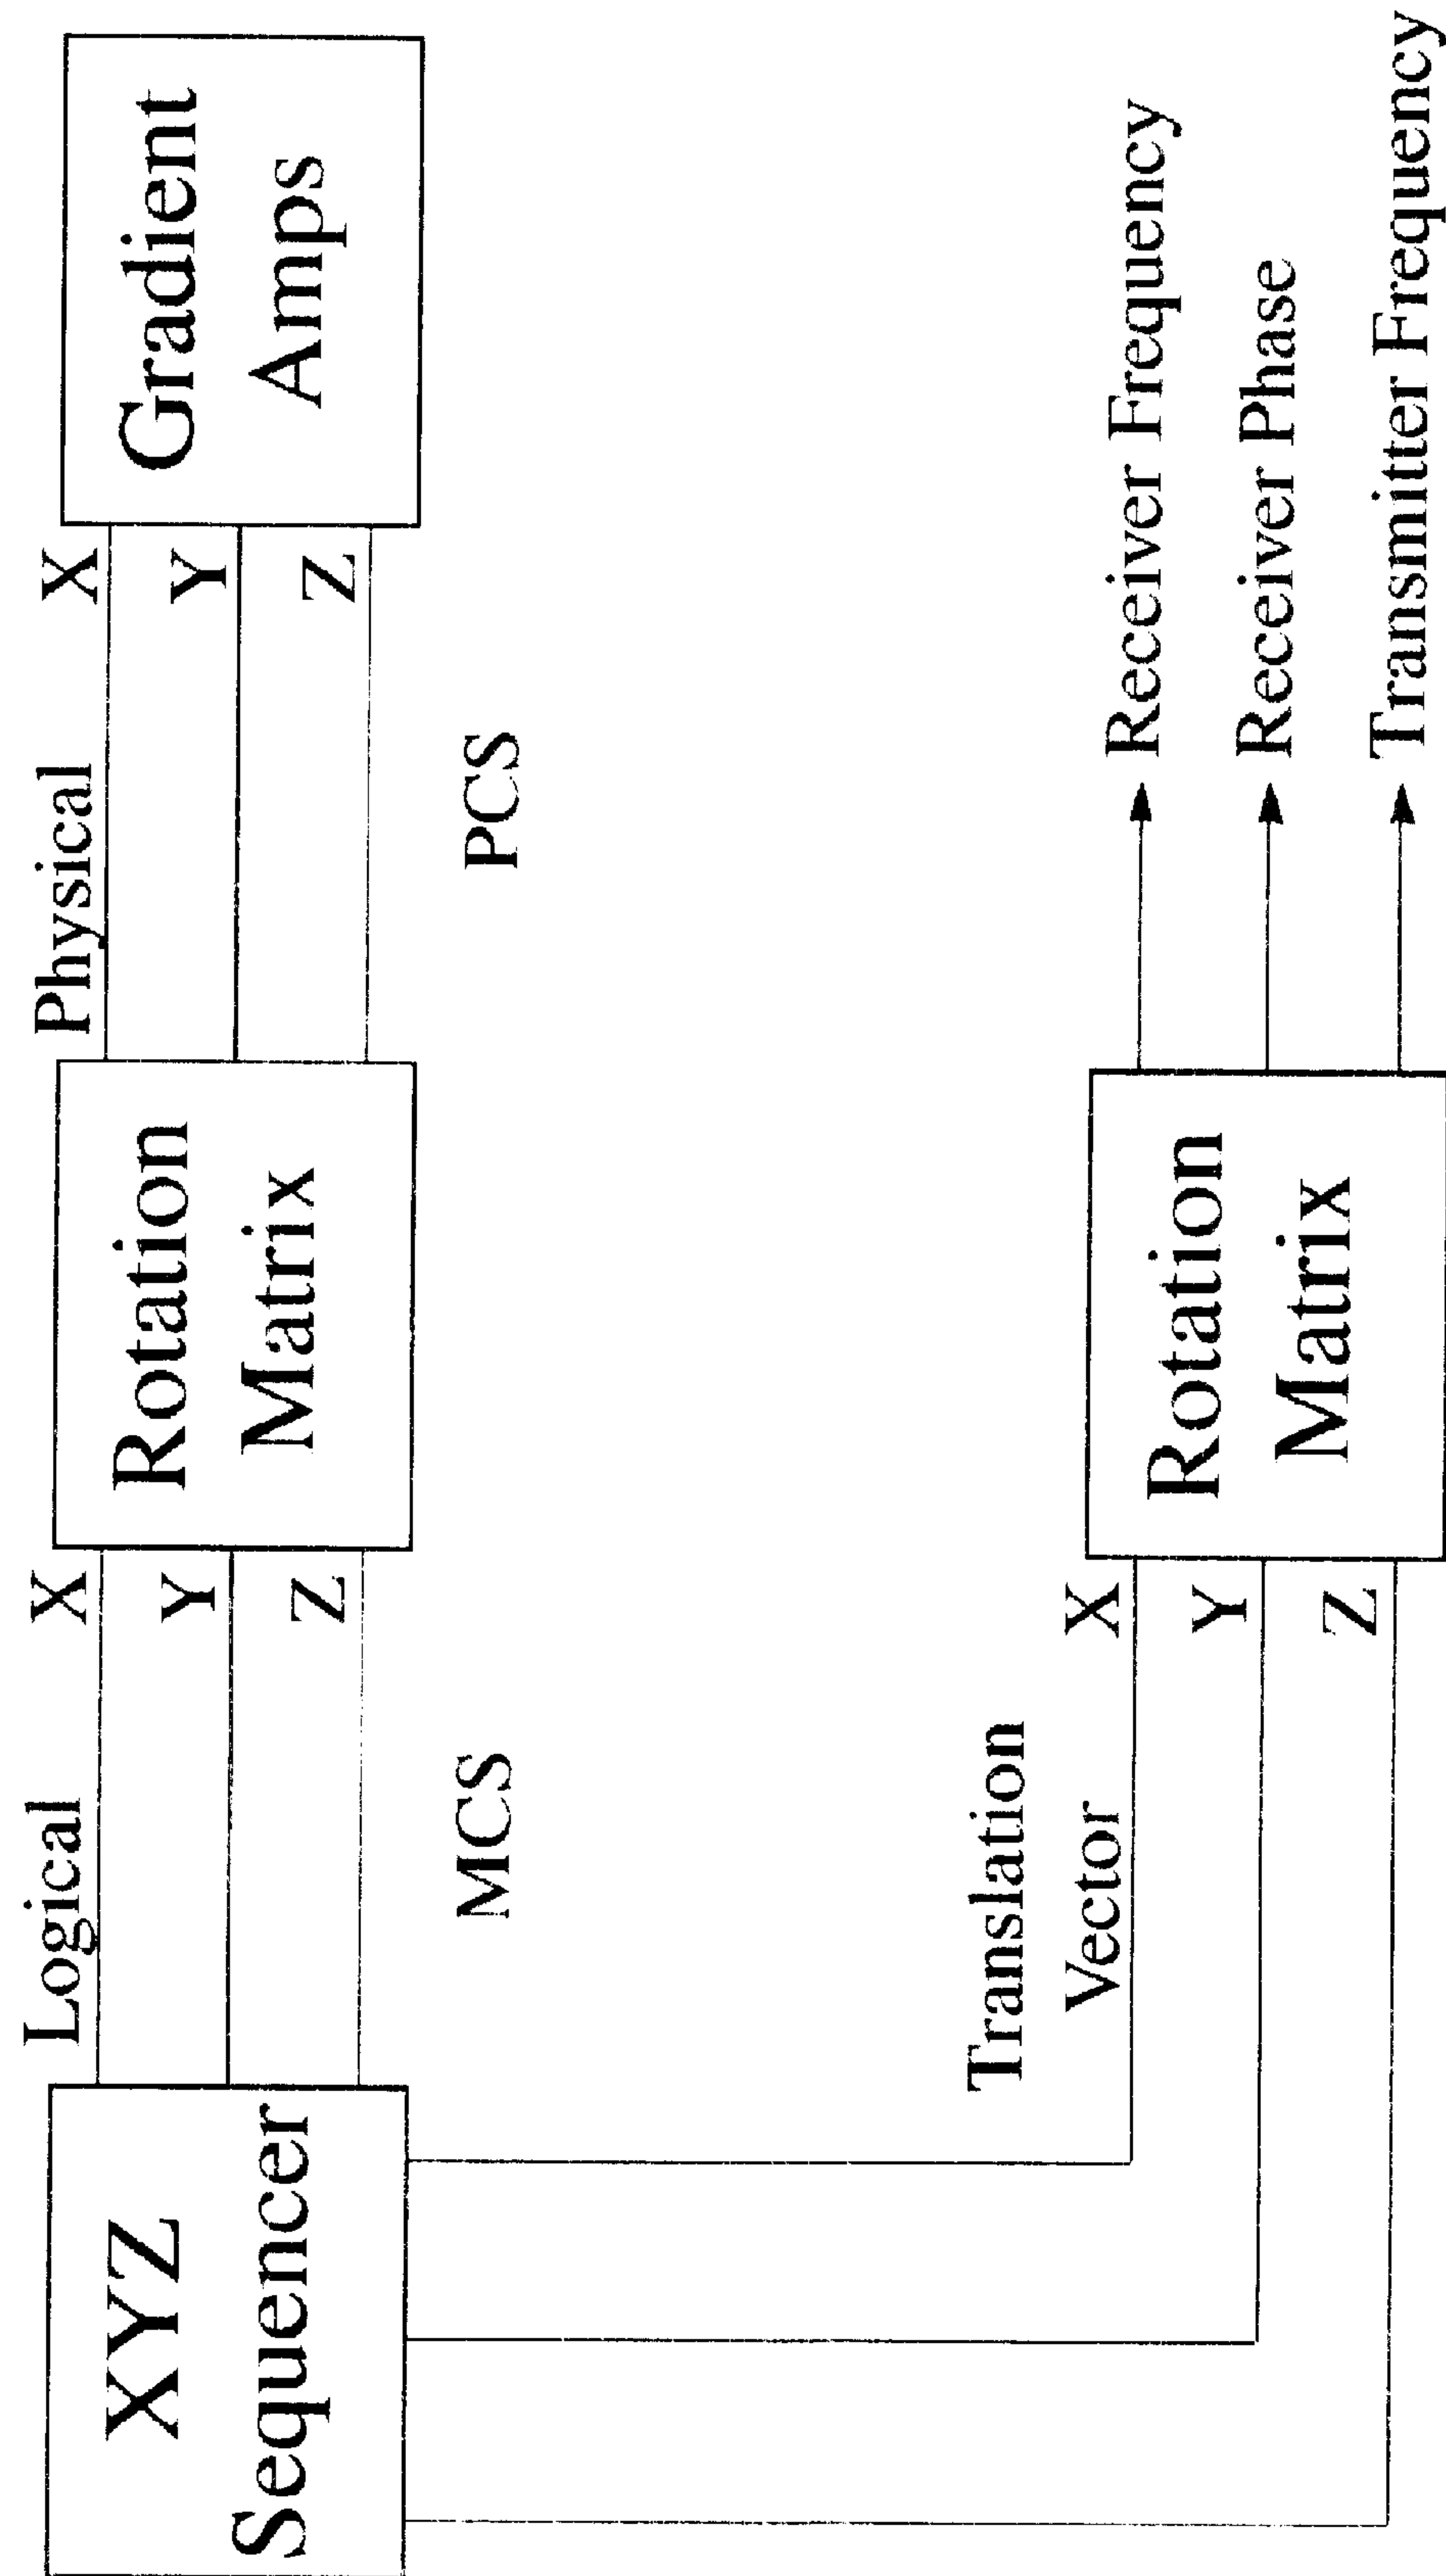 XYZ
Sequencer
Logical
X
Y
Z
MCS
Rotation
Matrix
Physical
X
Y
Z
PCS
Gradient
Amps
Translation
Vector
X
Y
Z
Rotation
Matrix
Receiver Frequency
Receiver Phase
Transmitter Frequency